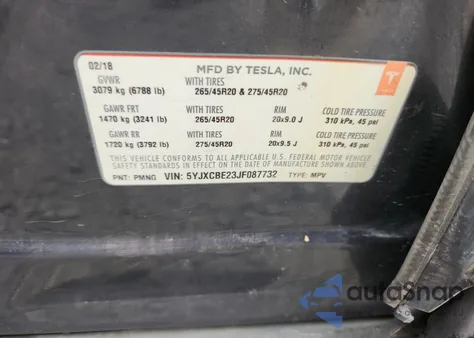 02/18 MFD BY TESLA, INC.
GVWR WITH TIRES
3079 kg (6788 lb) 265/45R20 & 275/45R20
GAWR FRT WITH TIRES RIM COLD TIRE PRESSURE
1470 kg (3241 lb) 265/45R20 20x9.0 J 310 kPa, 45 psi
GAWR RR WITH TIRES RIM COLD TIRE PRESSURE
1720 kg (3792 lb) 275/45R20 20x9.5 J 310 kPa, 45 psi
THIS VEHICLE CONFORMS TO ALL APPLICABLE U.S. FEDERAL MOTOR VEHICLE
SAFETY STANDARDS IN EFFECT ON THE DATE OF MANUFACTURE SHOWN ABOVE.
PNT: PMNG VIN: 5YJXCBE23JF087732 TYPE: MPV
autoSnap